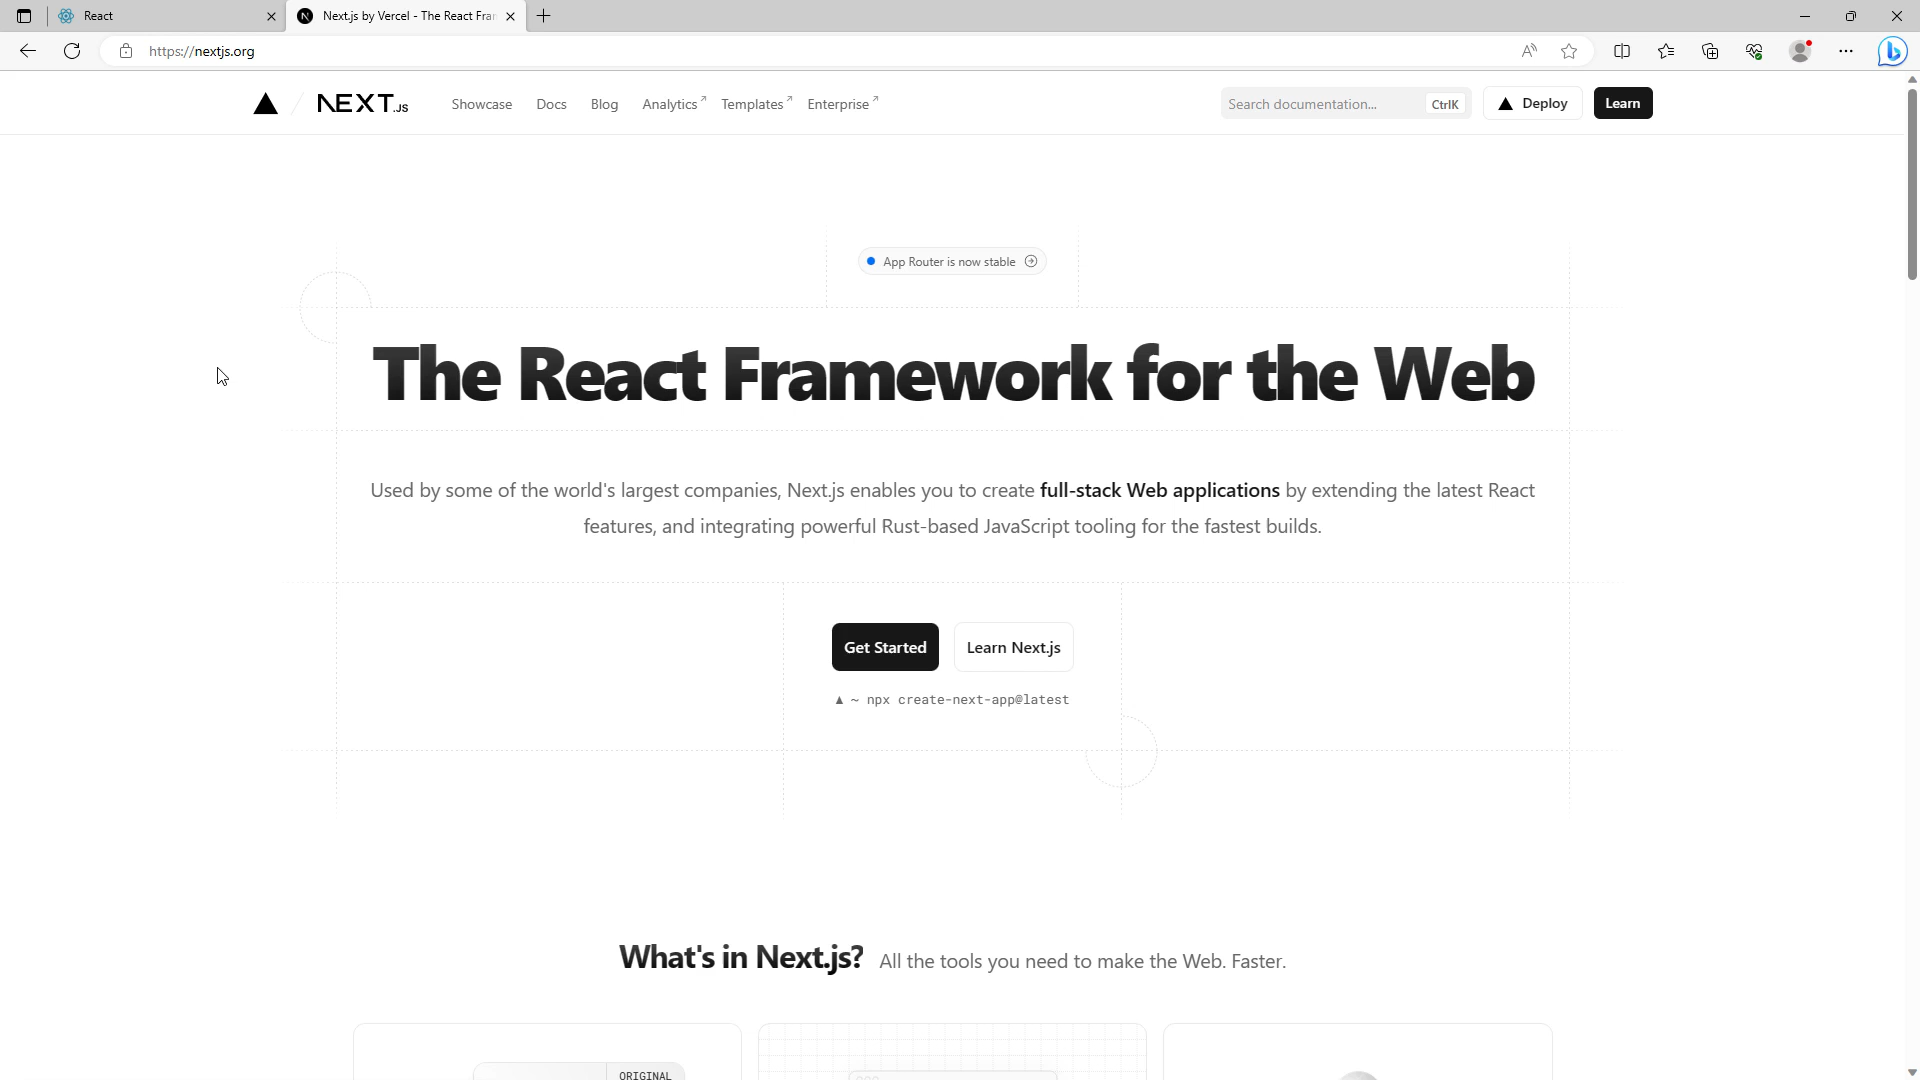 React
Next.js by Vercel - The React Fra
https://nextjs.org
NEXT.JS
Showcase
Docs
Blog
Analytics
Templates
Enterprise
Search documentation...
CtrlK
Deploy
Learn
App Router is now stable
The React Framework for the Web
Used by some of the world's largest companies, Next.js enables you to create full-stack Web applications by extending the latest React
features, and integrating powerful Rust-based JavaScript tooling for the fastest builds.
Get Started
Learn Next.js
▲ ~ npx create-next-app@latest
What's in Next.js?
All the tools you need to make the Web. Faster.
ORIGINAL